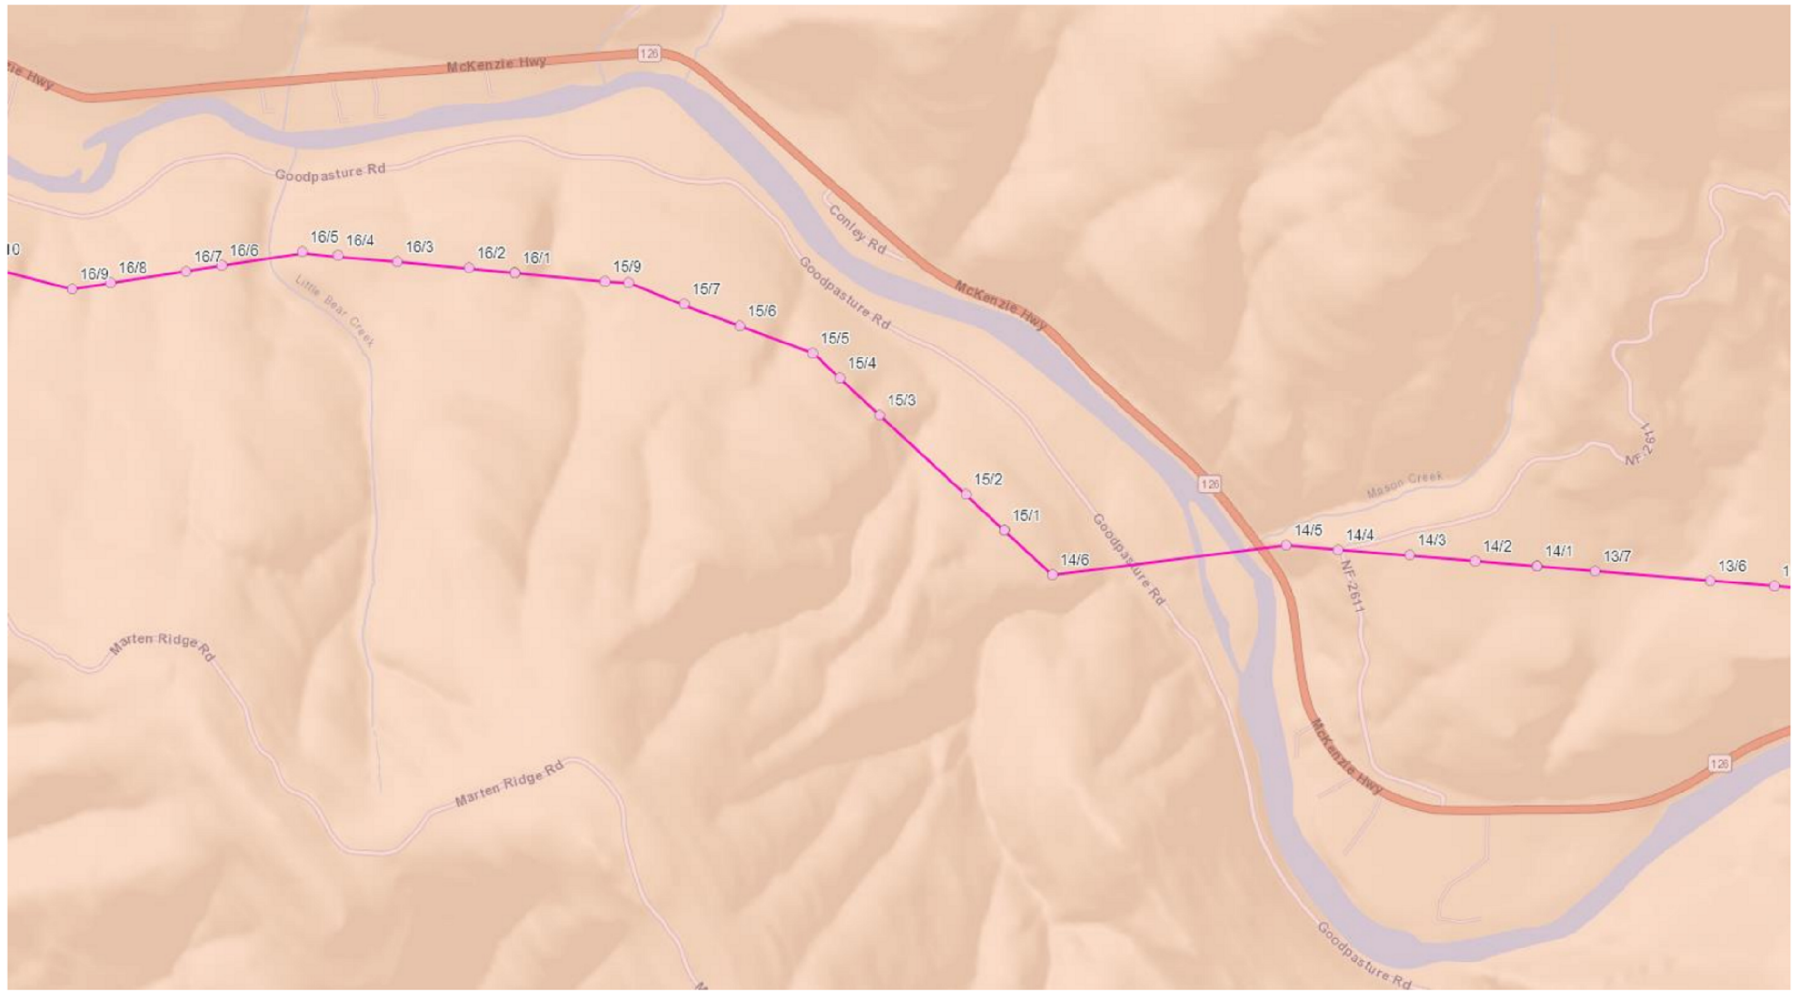 zie Hwy
McKenzie Hwy
126
Goodpasture Rd
Conley Rd
10
16/9
16/8
16/7
16/6
16/5
16/4
16/3
16/2
16/1
15/9
15/7
15/6
15/5
15/4
15/3
15/2
15/1
14/6
14/5
14/4
14/3
14/2
14/1
13/7
13/6
1
Little Bear Creek
Goodpasture Rd
McKenzie Hwy
126
Mason Creek
NF-2611
Goodpasture Rd
NF-2611
Marten Ridge Rd
Marten Ridge Rd
McKenzie Hwy
126
Goodpasture Rd
M